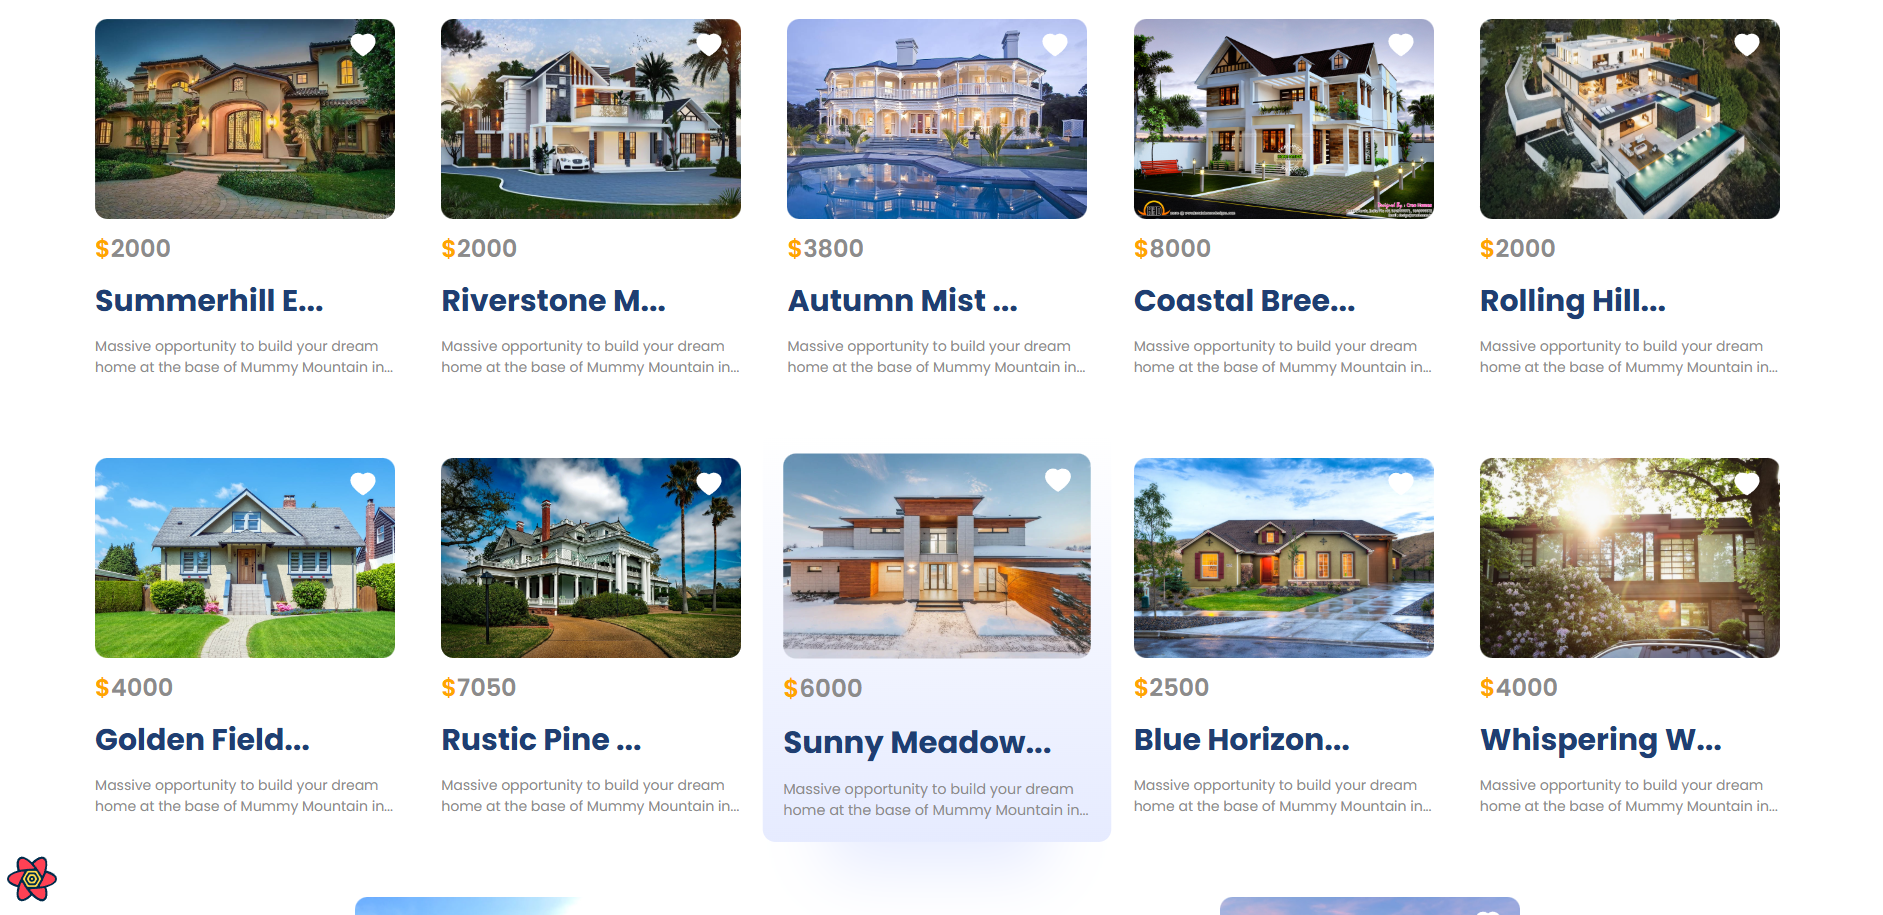 $2000
Summerhill E...
Massive opportunity to build your dream
home at the base of Mummy Mountain in...
$2000
Riverstone M...
Massive opportunity to build your dream
home at the base of Mummy Mountain in...
$3800
Autumn Mist ...
Massive opportunity to build your dream
home at the base of Mummy Mountain in...
$8000
Coastal Bree...
Massive opportunity to build your dream
home at the base of Mummy Mountain in...
$2000
Rolling Hill...
Massive opportunity to build your dream
home at the base of Mummy Mountain in...
$4000
Golden Field...
Massive opportunity to build your dream
home at the base of Mummy Mountain in...
$7050
Rustic Pine ...
Massive opportunity to build your dream
home at the base of Mummy Mountain in...
$6000
Sunny Meadow...
Massive opportunity to build your dream
home at the base of Mummy Mountain in...
$2500
Blue Horizon...
Massive opportunity to build your dream
home at the base of Mummy Mountain in...
$4000
Whispering W...
Massive opportunity to build your dream
home at the base of Mummy Mountain in...